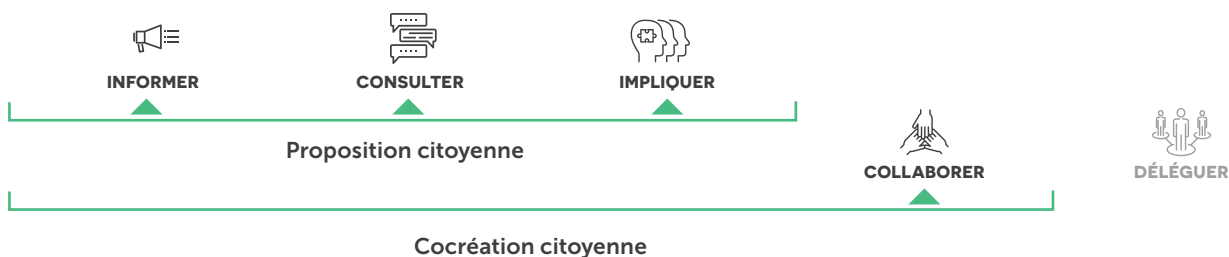 INFORMER
CONSULTER
IMPLIQUER
Proposition citoyenne
COLLABORER
DÉLÉGUER
Cocréation citoyenne